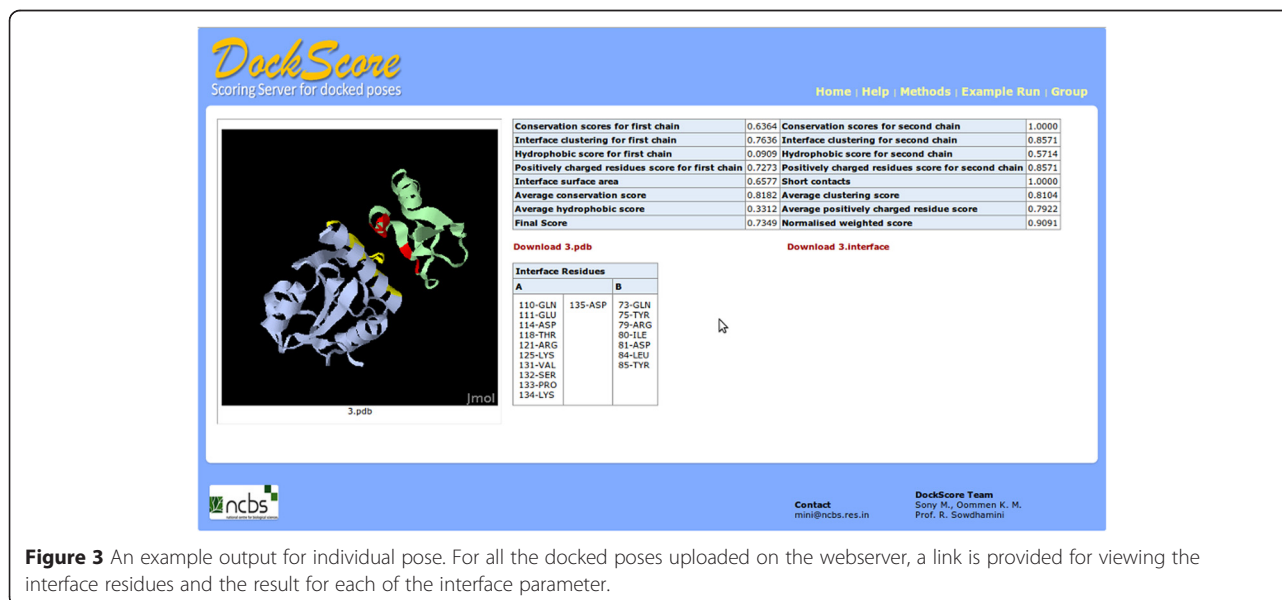 DockScore
Scoring Server for docked poses
Home | Help | Methods | Example Run | Group
Conservation scores for first chain 0.6364 Conservation scores for second chain 1.0000
Interface clustering for first chain 0.7636 Interface clustering for second chain 0.8571
Hydrophobic score for first chain 0.0909 Hydrophobic score for second chain 0.5714
Positively charged residues score for first chain 0.7273 Positively charged residues score for second chain 0.8571
Interface surface area 0.6577 Short contacts 1.0000
Average conservation score 0.8182 Average clustering score 0.8104
Average hydrophobic score 0.3312 Average positively charged residue score 0.7922
Final Score 0.7349 Normalised weighted score 0.9091
Download 3.pdb Download 3.interface
Interface Residues
A B
110-GLN 135-ASP 73-GLN
111-GLU 75-TYR
114-ASP 79-ARG
118-THR 80-ILE
121-ARG 81-ASP
125-LYS 84-LEU
131-VAL 85-TYR
132-SER
133-PRO
134-LYS
Jmol
3.pdb
ncbs
national center for biological sciences
Contact
mini@ncbs.res.in
DockScore Team
Sony M., Oommen K. M.
Prof. R. Sowdhamini
Figure 3 An example output for individual pose. For all the docked poses uploaded on the webserver, a link is provided for viewing the
interface residues and the result for each of the interface parameter.